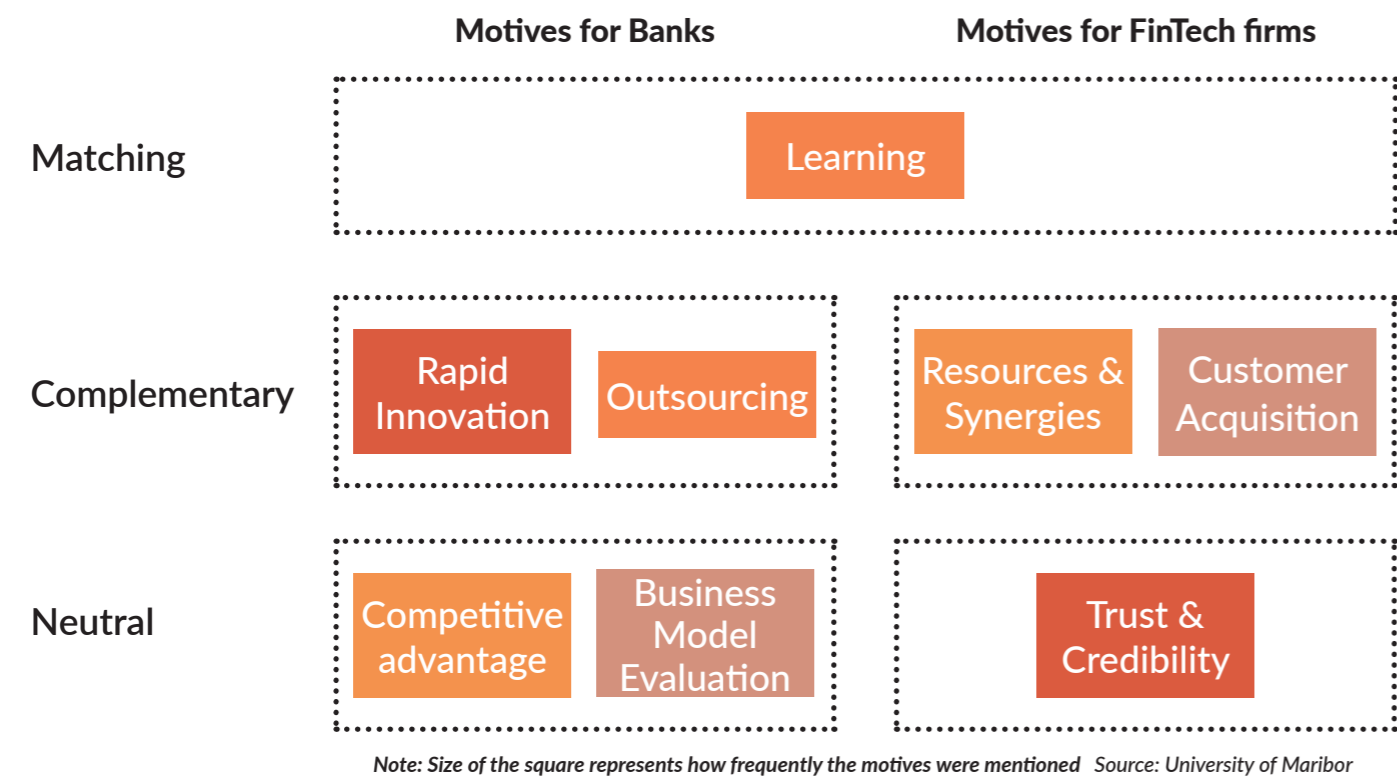 Motives for Banks
Motives for FinTech firms
Matching
Learning
Complementary
Rapid
Innovation
Outsourcing
Resources &
Synergies
Customer
Acquisition
Neutral
Competitive
advantage
Business
Model
Evaluation
Trust &
Credibility
Note: Size of the square represents how frequently the motives were mentioned Source: University of Maribor